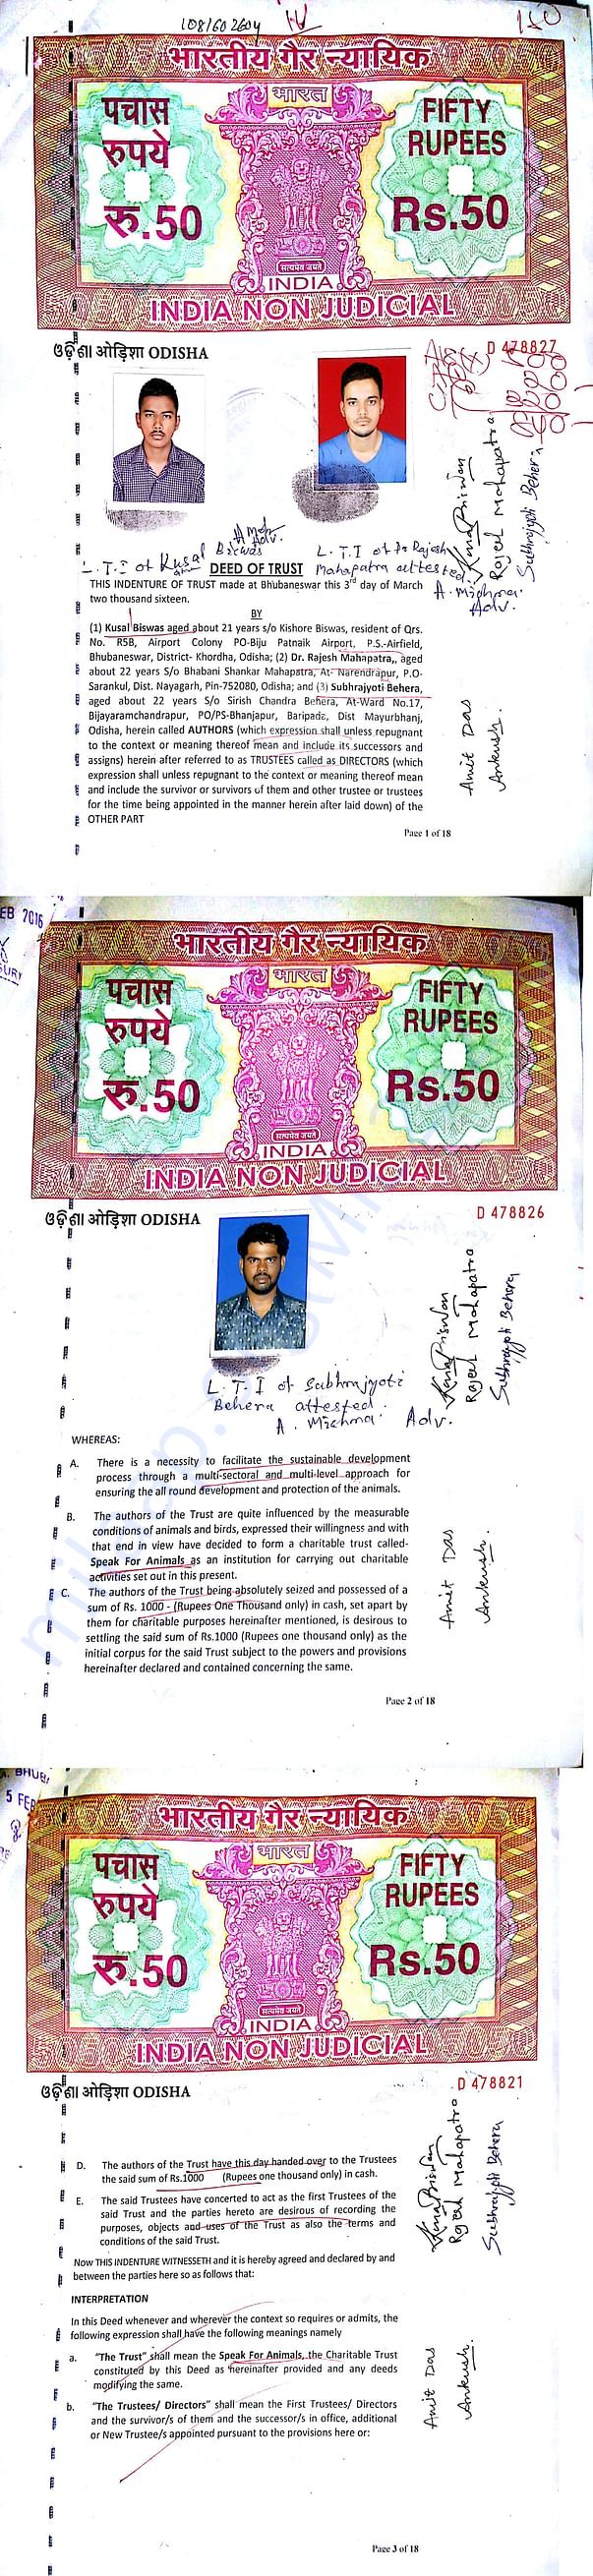 108/60 2604 IV 150
भारतीय गैर न्यायिक
भारत
पचास
रुपये
रु.50
FIFTY
RUPEES
Rs.50
सत्यमेव जयते
INDIA
INDIA NON JUDICIAL
ଓଡ଼ିଶା ओड़िशा ODISHA
D 478827
Rajesh Mahapatra
Subhrajyoti Behera
L.T.I of Kusal Biswas
Adv.
L.T.I of Dr Rajesh
Mahapatra attested
A. Mishra
Adv.
DEED OF TRUST
THIS INDENTURE OF TRUST made at Bhubaneswar this 3rd day of March
two thousand sixteen.
BY
(1) Kusal Biswas aged about 21 years s/o Kishore Biswas, resident of Qrs.
No. R5B, Airport Colony PO-Biju Patnaik Airport, P.S.-Airfield,
Bhubaneswar, District- Khordha, Odisha; (2) Dr. Rajesh Mahapatra,, aged
about 22 years S/o Bhabani Shankar Mahapatra, At- Narendrapur, P.O-
Sarankul, Dist. Nayagarh, Pin-752080, Odisha; and (3) Subhrajyoti Behera,
aged about 22 years S/o Sirish Chandra Behera, At-Ward No.17,
Bijayaramchandrapur, PO/PS-Bhanjapur, Baripada, Dist Mayurbhanj,
Odisha, herein called AUTHORS (which expression shall unless repugnant
to the context or meaning thereof mean and include its successors and
assigns) herein after referred to as TRUSTEES called as DIRECTORS (which
expression shall unless repugnant to the context or meaning thereof mean
and include the survivor or survivors of them and other trustee or trustees
for the time being appointed in the manner herein after laid down) of the
OTHER PART
Amit Das
Ankush.
Page 1 of 18
EB 2016
भारतीय गैर न्यायिक
भारत
पचास
रुपये
रु.50
FIFTY
RUPEES
Rs.50
सत्यमेव जयते
INDIA
INDIA NON JUDICIAL
ଓଡ଼ିଶା ओड़िशा ODISHA
D 478826
Rajesh Mahapatra
Subhrajyoti Behera
L.T.I of Subhrajyoti
Behera attested.
A. Mishra Adv.
WHEREAS:
A. There is a necessity to facilitate the sustainable development
process through a multi-sectoral and multi-level approach for
ensuring the all round development and protection of the animals.
B. The authors of the Trust are quite influenced by the measurable
conditions of animals and birds, expressed their willingness and with
that end in view have decided to form a charitable trust called-
Speak For Animals as an institution for carrying out charitable
activities set out in this present.
C. The authors of the Trust being absolutely seized and possessed of a
sum of Rs. 1000 - (Rupees One Thousand only) in cash, set apart by
them for charitable purposes hereinafter mentioned, is desirous to
settling the said sum of Rs.1000 (Rupees one thousand only) as the
initial corpus for the said Trust subject to the powers and provisions
hereinafter declared and contained concerning the same.
Amit Das
Ankush.
Page 2 of 18
5 FEB
भारतीय गैर न्यायिक
भारत
पचास
रुपये
रु.50
FIFTY
RUPEES
Rs.50
सत्यमेव जयते
INDIA
INDIA NON JUDICIAL
ଓଡ଼ିଶା ओड़िशा ODISHA
D 478821
Rajesh Mahapatra
Subhrajyoti Behera
D. The authors of the Trust have this day handed over to the Trustees
the said sum of Rs.1000 (Rupees one thousand only) in cash.
E. The said Trustees have concerted to act as the first Trustees of the
said Trust and the parties hereto are desirous of recording the
purposes, objects and uses of the Trust as also the terms and
conditions of the said Trust.
Now THIS INDENTURE WITNESSETH and it is hereby agreed and declared by and
between the parties here so as follows that:
INTERPRETATION
In this Deed whenever and wherever the context so requires or admits, the
following expression shall have the following meanings namely
a. "The Trust" shall mean the Speak For Animals, the Charitable Trust
constituted by this Deed as hereinafter provided and any deeds
modifying the same.
b. "The Trustees/ Directors" shall mean the First Trustees/ Directors
and the survivor/s of them and the successor/s in office, additional
or New Trustee/s appointed pursuant to the provisions here or:
Amit Das
Ankush.
Page 3 of 18